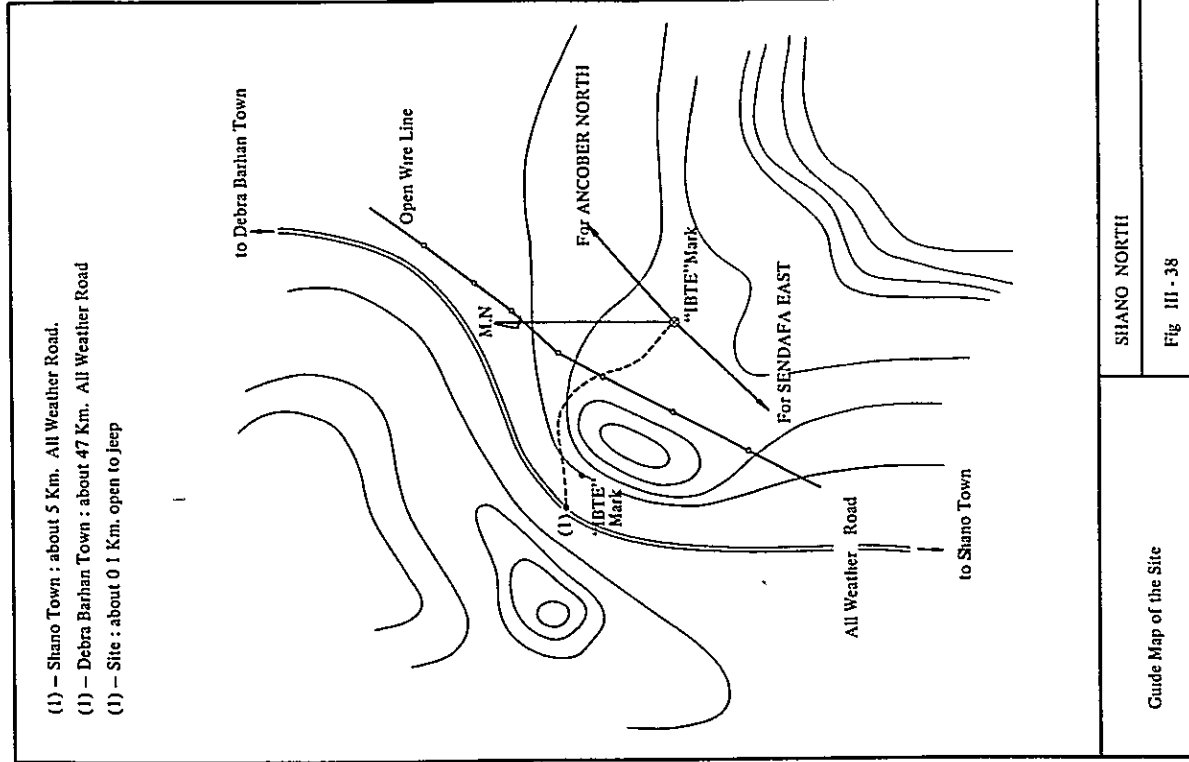 (1) – Shano Town : about 5 Km. All Weather Road.
(1) – Debra Barhan Town : about 47 Km. All Weather Road
(1) – Site : about 0 1 Km. open to jeep
to Debra Barhan Town
Open Wire Line
M.N
For ANCOBER NORTH
(1)
"IBTE"
Mark
"IBTE" Mark
For SENDAFA EAST
All Weather Road
to Shano Town
Guide Map of the Site
SHANO NORTH
Fig III - 38